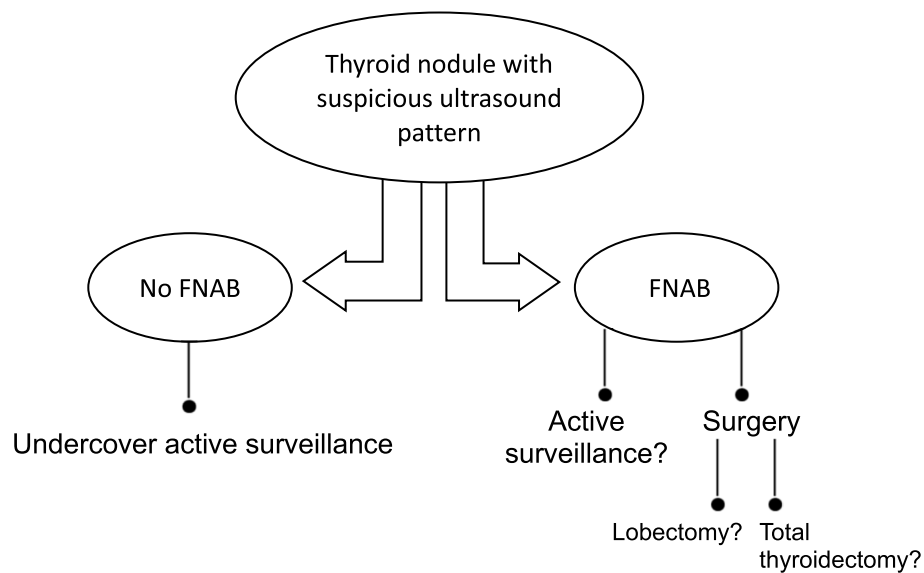 Thyroid nodule with
suspicious ultrasound
pattern
No FNAB
FNAB
Undercover active surveillance
Active
surveillance?
Surgery
Lobectomy?
Total
thyroidectomy?